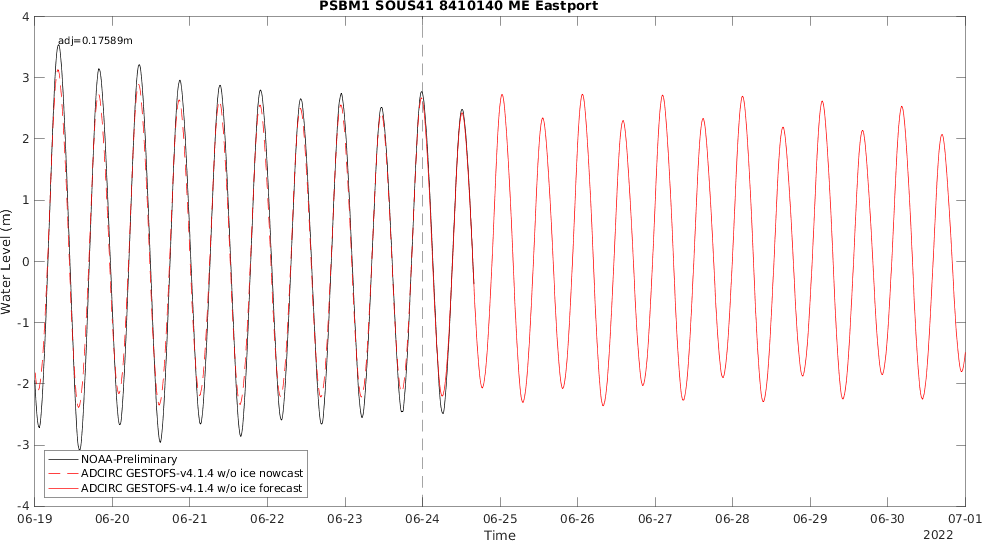 PSBM1 SOUS41 8410140 ME Eastport
adj=0.17589m
4
3
2
1
0
-1
-2
-3
-4
Water Level (m)
NOAA-Preliminary
ADCIRC GESTOFS-v4.1.4 w/o ice nowcast
ADCIRC GESTOFS-v4.1.4 w/o ice forecast
06-19 06-20 06-21 06-22 06-23 06-24 06-25 06-26 06-27 06-28 06-29 06-30 07-01
Time
2022